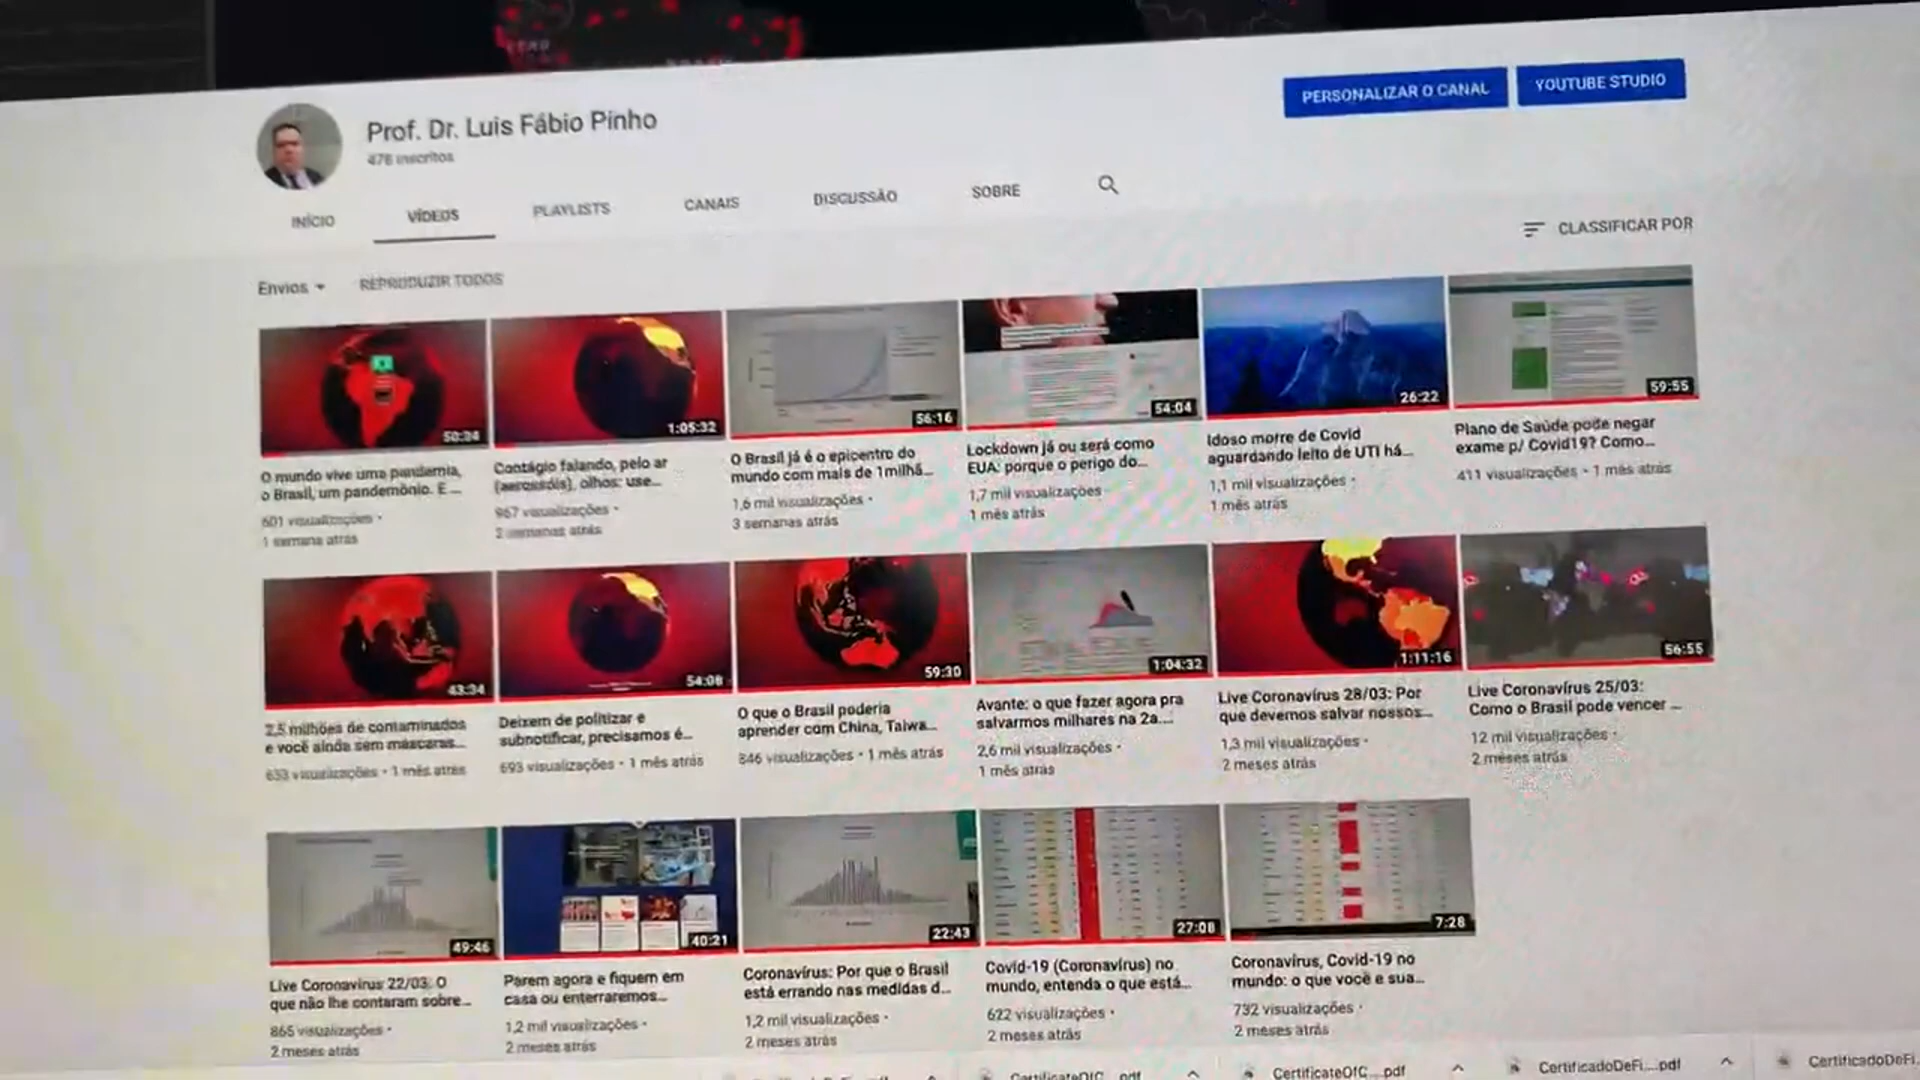 Prof. Dr. Luis Fábio Pinho
476 inscritos
PERSONALIZAR O CANAL
YOUTUBE STUDIO
INÍCIO
VÍDEOS
PLAYLISTS
CANAIS
DISCUSSÃO
SOBRE
CLASSIFICAR POR
Envios
REPRODUZIR TODOS
50:34
1:05:32
56:16
54:04
26:22
59:55
O mundo vive uma pandemia,
o Brasil, um pandemônio. E ...
601 visualizações •
1 semana atrás
Contágio falando, pelo ar
(aerossóis), olhos: use...
967 visualizações •
2 semanas atrás
O Brasil já é o epicentro do
mundo com mais de 1milhã...
1,6 mil visualizações •
3 semanas atrás
Lockdown já ou será como
EUA: porque o perigo do...
1,7 mil visualizações •
1 mês atrás
Idoso morre de Covid
aguardando leito de UTI há...
1,1 mil visualizações •
1 mês atrás
Plano de Saúde pode negar
exame p/ Covid19? Como...
411 visualizações • 1 mês atrás
43:34
54:08
59:30
1:04:32
1:11:16
56:55
2,5 milhões de contaminados
e você ainda sem máscaras...
633 visualizações • 1 mês atrás
Deixem de politizar e
subnotificar, precisamos é...
693 visualizações • 1 mês atrás
O que o Brasil poderia
aprender com China, Taiwa...
846 visualizações • 1 mês atrás
Avante: o que fazer agora pra
salvarmos milhares na 2a....
2,6 mil visualizações •
1 mês atrás
Live Coronavírus 28/03: Por
que devemos salvar nossos...
1,3 mil visualizações •
2 meses atrás
Live Coronavírus 25/03:
Como o Brasil pode vencer ...
12 mil visualizações •
2 meses atrás
49:46
40:21
22:43
27:08
7:28
Live Coronavírus 22/03: O
que não lhe contaram sobre...
865 visualizações •
2 meses atrás
Parem agora e fiquem em
casa ou enterraremos...
1,2 mil visualizações •
2 meses atrás
Coronavírus: Por que o Brasil
está errando nas medidas d...
1,2 mil visualizações •
2 meses atrás
Covid-19 (Coronavírus) no
mundo, entenda o que está...
622 visualizações •
2 meses atrás
Coronavírus, Covid-19 no
mundo: o que você e sua...
732 visualizações •
2 meses atrás
CertificateOfC....pdf
CertificateOfC....pdf
CertificadoDeFi....pdf
CertificadoDeFi...